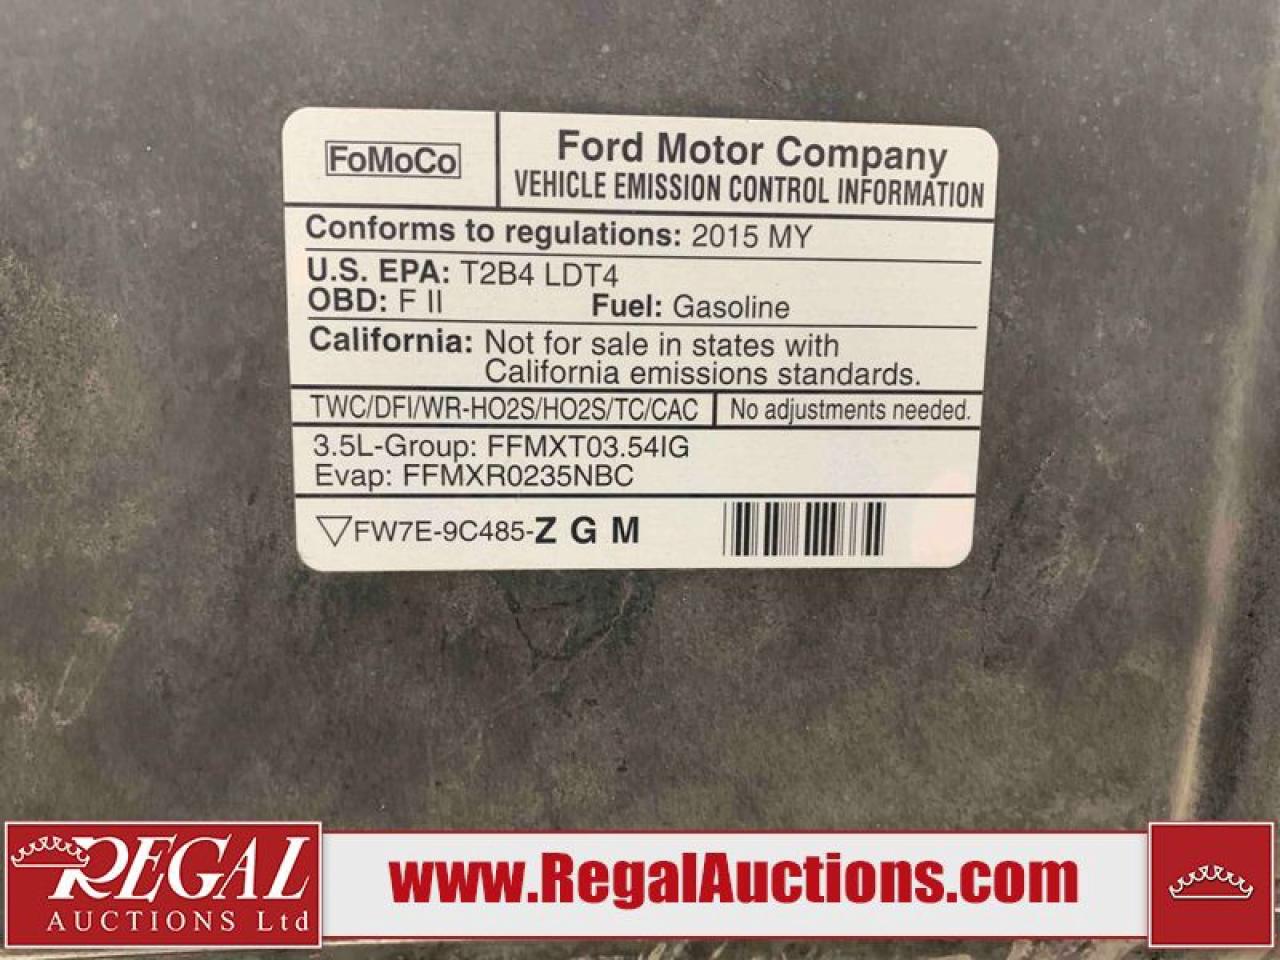 FoMoCo
Ford Motor Company
VEHICLE EMISSION CONTROL INFORMATION
Conforms to regulations: 2015 MY
U.S. EPA: T2B4 LDT4
OBD: F II Fuel: Gasoline
California: Not for sale in states with
California emissions standards.
TWC/DFI/WR-HO2S/HO2S/TC/CAC No adjustments needed.
3.5L-Group: FFMXT03.54IG
Evap: FFMXR0235NBC
▽FW7E-9C485-Z G M
REGAL
AUCTIONS Ltd
www.RegalAuctions.com